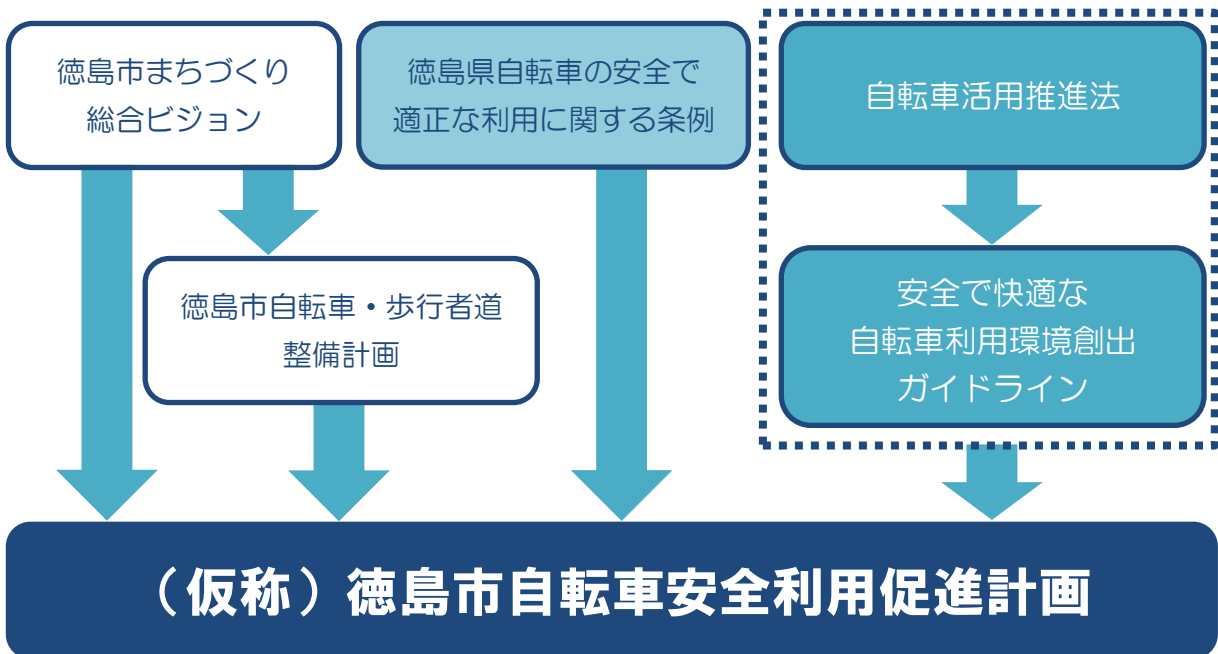 徳島市まちづくり
総合ビジョン
徳島県自転車の安全で
適正な利用に関する条例
自転車活用推進法
徳島市自転車・歩行者道
整備計画
安全で快適な
自転車利用環境創出
ガイドライン
（仮称）徳島市自転車安全利用促進計画